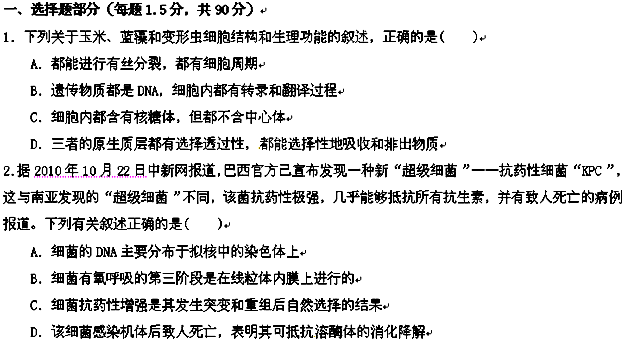 一、选择题部分（每题1.5分，共90分）
1．下列关于玉米、蓝藻和变形虫细胞结构和生理功能的叙述，正确的是(    )
A．都能进行有丝分裂，都有细胞周期
B．遗传物质都是DNA，细胞内都有转录和翻译过程
C．细胞内都含有核糖体，但都不含中心体
D．三者的原生质层都有选择透过性，都能选择性地吸收和排出物质
2.据2010年10月22日中新网报道,巴西官方己宣布发现一种新“超级细菌”——抗药性细菌“KPC”，
这与南亚发现的“超级细菌”不同，该菌抗药性极强，几乎能够抵抗所有抗生素，并有致人死亡的病例
报道。下列有关叙述正确的是(    )
A．细菌的DNA主要分布于拟核中的染色体上
B．细菌有氧呼吸的第三阶段是在线粒体内膜上进行的
C．细菌抗药性增强是其发生突变和重组后自然选择的结果
D．该细菌感染机体后致人死亡，表明其可抵抗溶酶体的消化降解